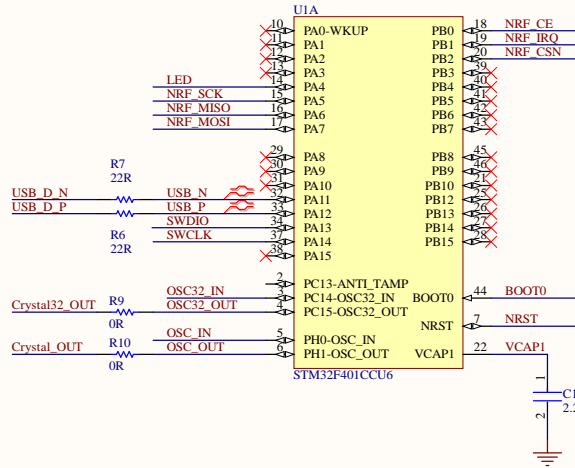 U1A
10 PA0-WKUP PB0 18 NRF_CE
11 PA1 PB1 19 NRF_IRQ
12 PA2 PB2 20 NRF_CSN
13 PA3 PB3 39
LED 14 PA4 PB4 40
NRF_SCK 15 PA5 PB5 41
NRF_MISO 16 PA6 PB6 42
NRF_MOSI 17 PA7 PB7 43
29 PA8 PB8 45
R7 30 PA9 PB9 46
22R 31 PA10 PB10 21
USB_D_N USB_N 32 PA11 PB12 25
USB_D_P USB_P 33 PA12 PB13 26
SWDIO 34 PA13 PB14 27
R6 SWCLK 37 PA14 PB15 28
22R 38 PA15
2 PC13-ANTI_TAMP
OSC32_IN 3 PC14-OSC32_IN BOOT0 44 BOOT0
Crystal32_OUT R9 OSC32_OUT 4 PC15-OSC32_OUT
0R NRST 7 NRST
OSC_IN 5 PH0-OSC_IN
Crystal_OUT R10 OSC_OUT 6 PH1-OSC_OUT VCAP1 22 VCAP1
0R
STM32F401CCU6
1
C1
2.2
2